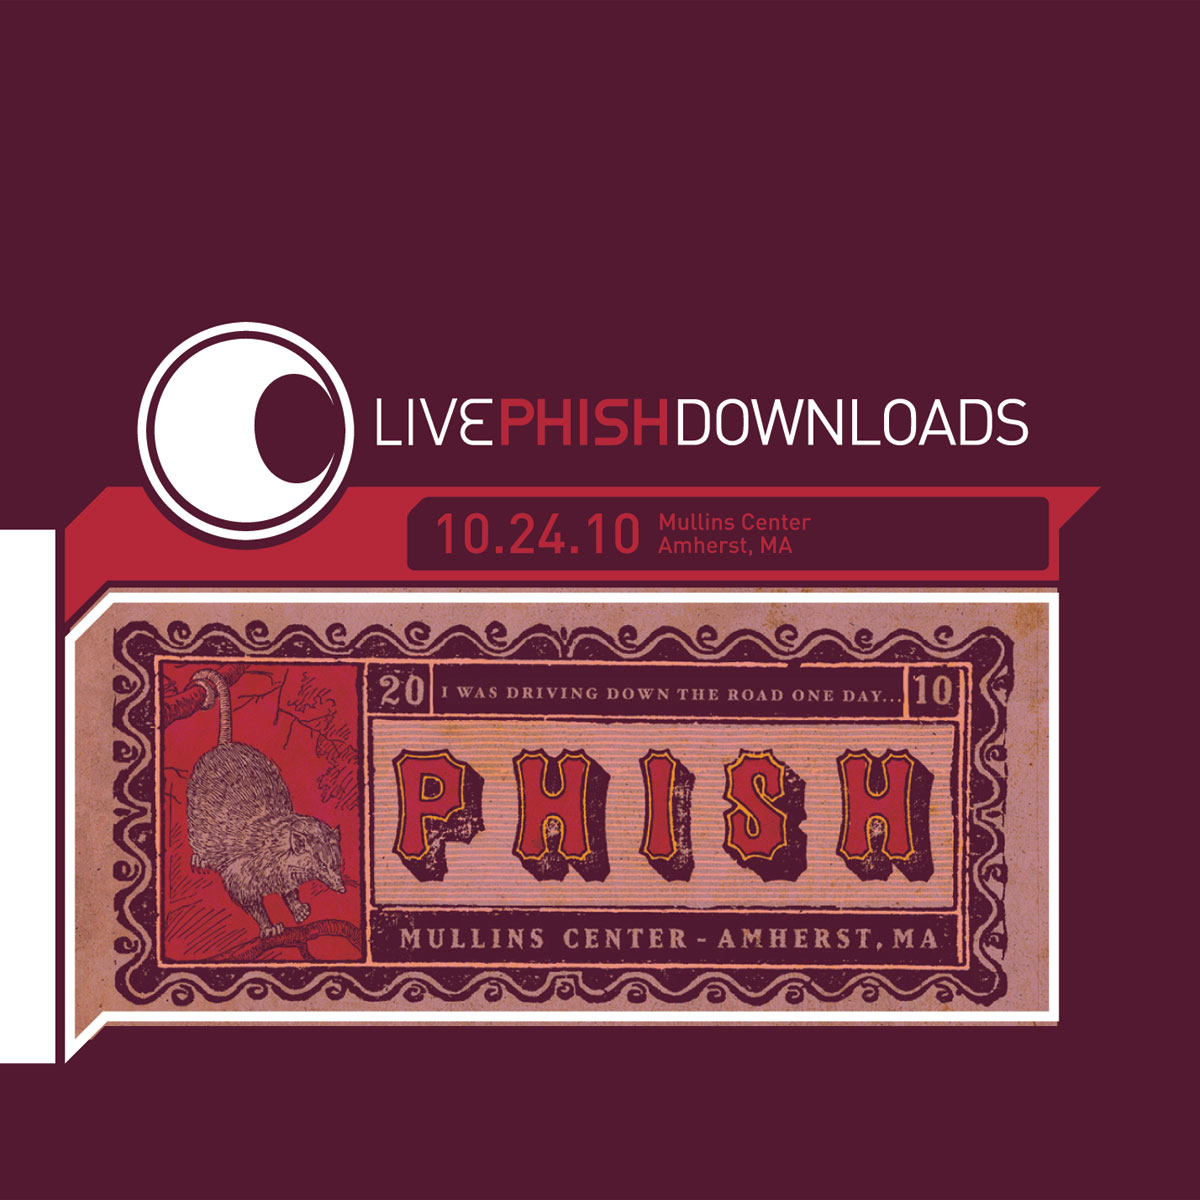 LIVEPHISHDOWNLOADS
10.24.10
Mullins Center
Amherst, MA
20 I WAS DRIVING DOWN THE ROAD ONE DAY... 10
PHISH
MULLINS CENTER - AMHERST, MA